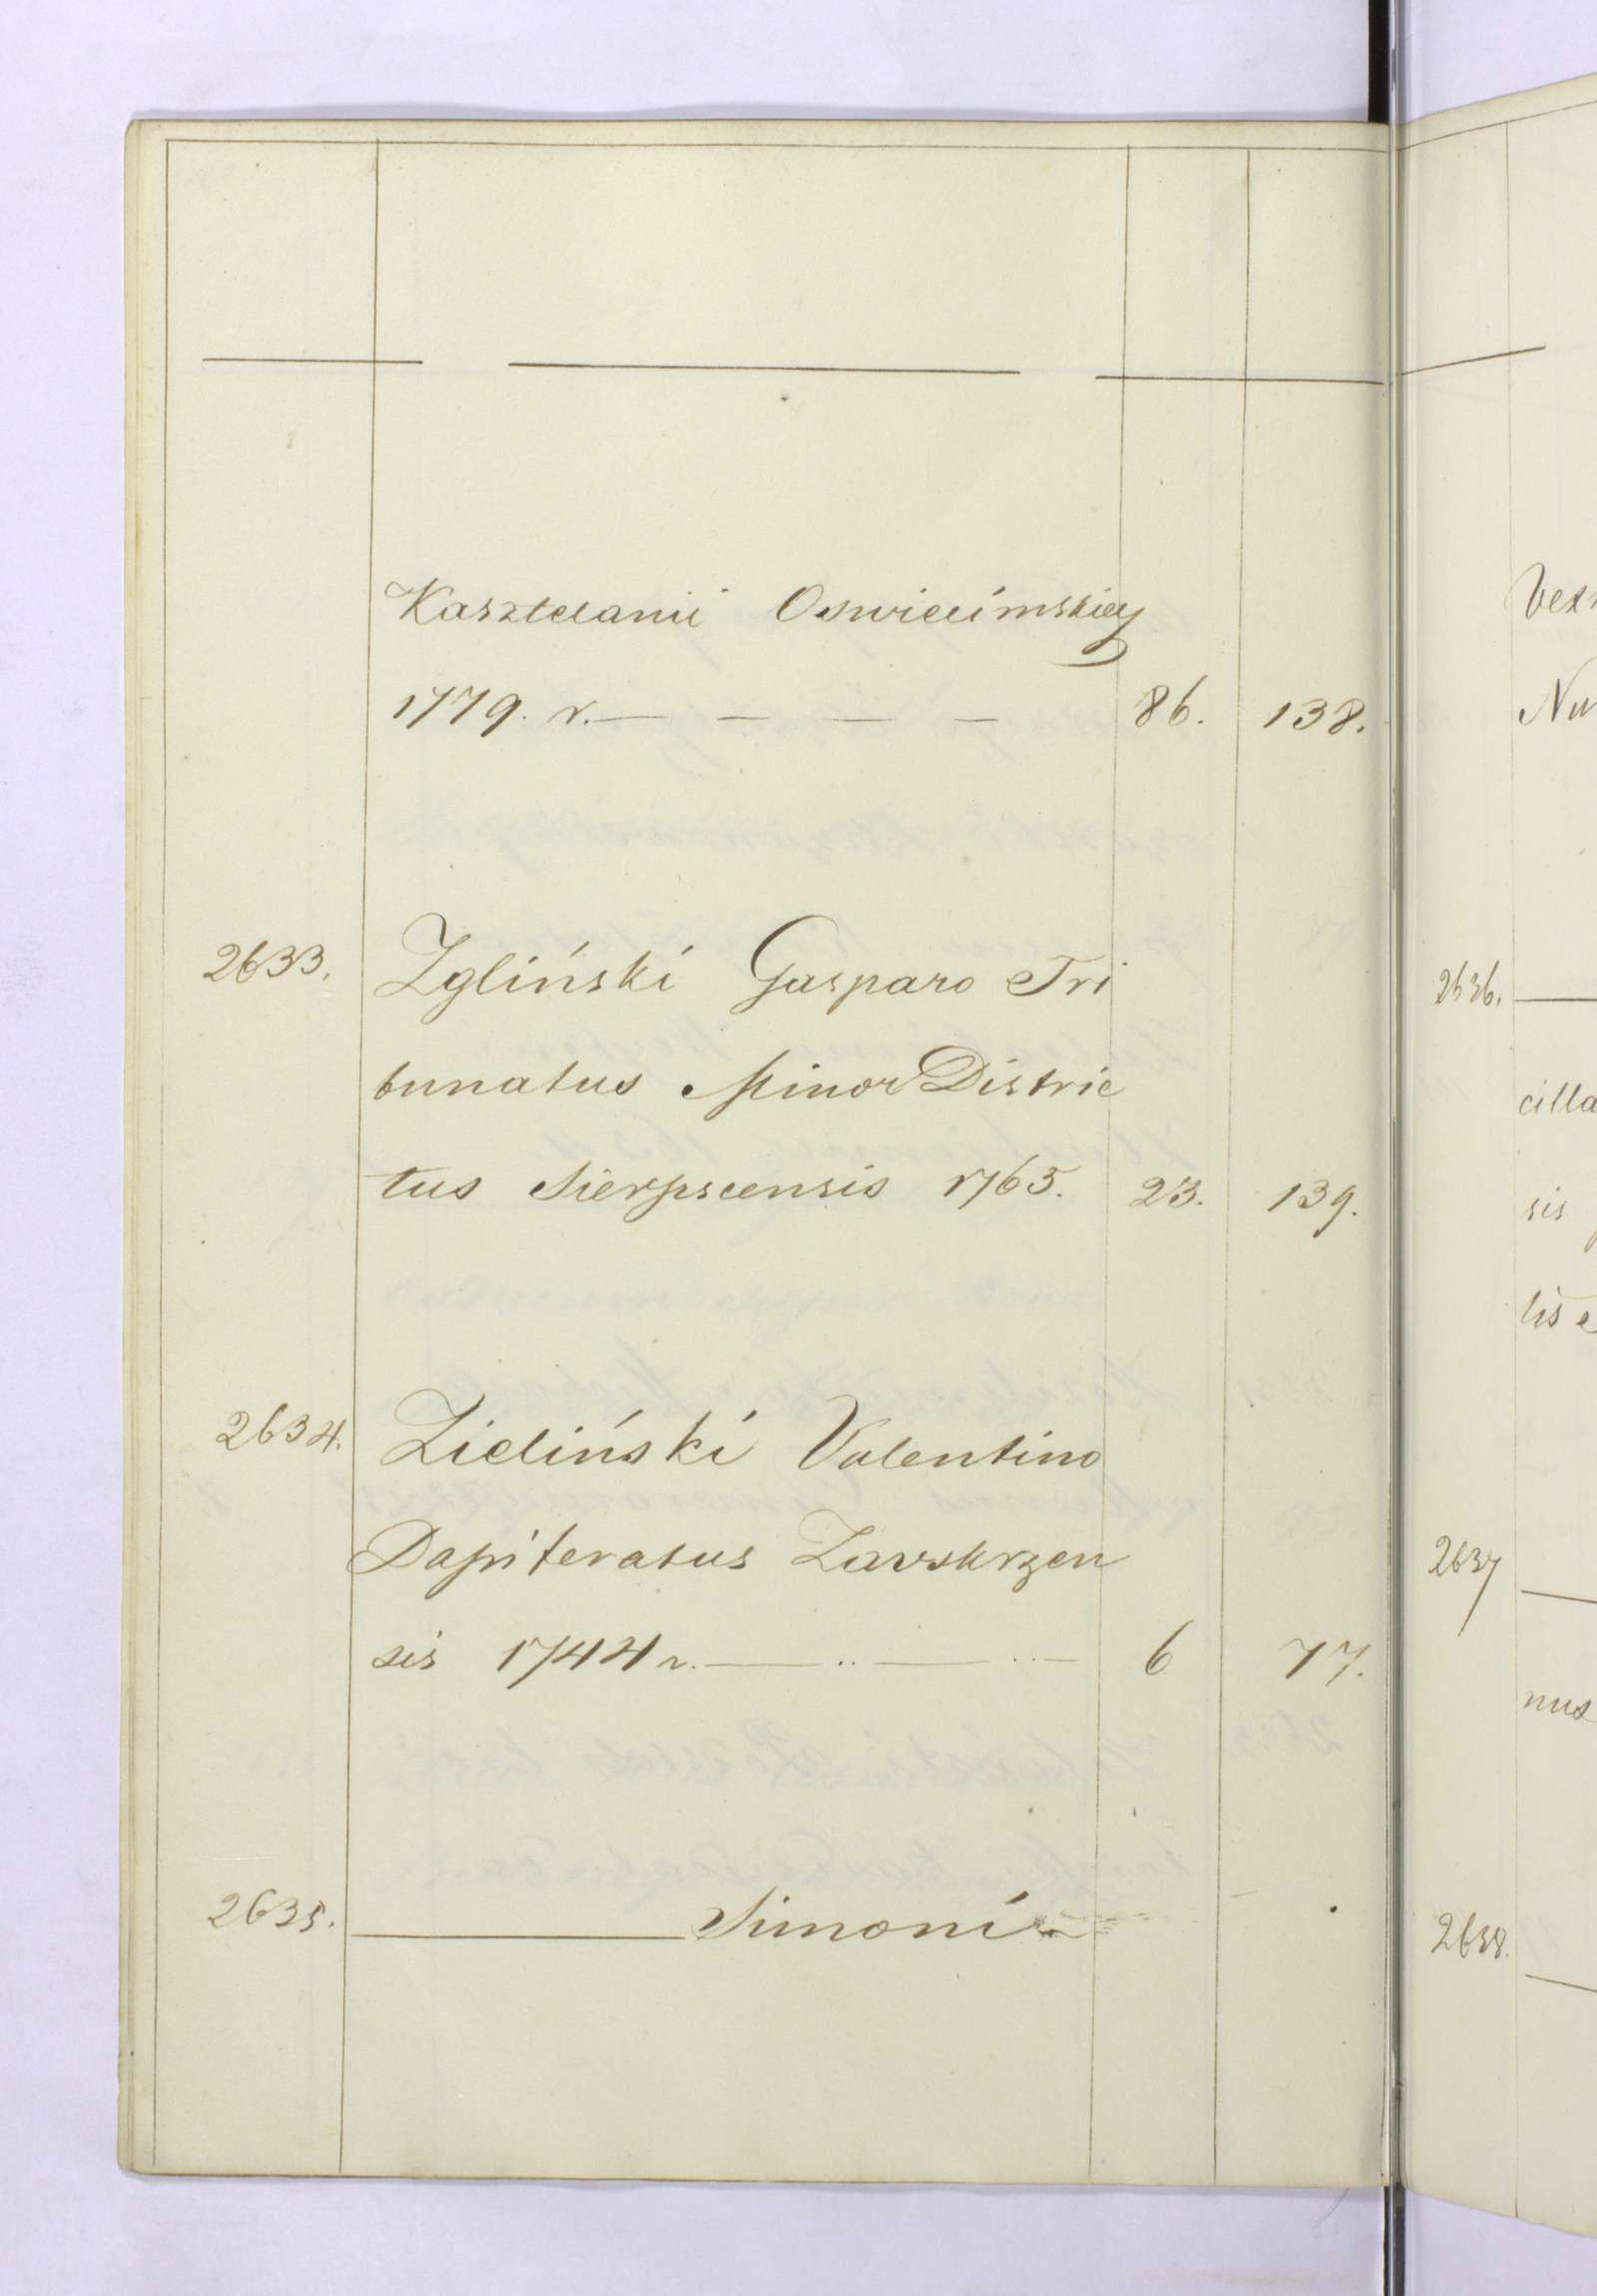 Kasztelanii Oswiecimskiey
1779. r. — — — — 86. 138.
2633. Zgliński Gasparo Tri
bunatus Minor Distric
tus Sierpscensis 1765. 23. 139.
2634. Zieliński Valentino
Dapiferatus Zawskrzen
sis 1744 r. — .. — ... — 6 77.
2635. — Simoni
Vex
Nu
2636. —
cilla
sis
lis e
2637 —
nus
2638. —